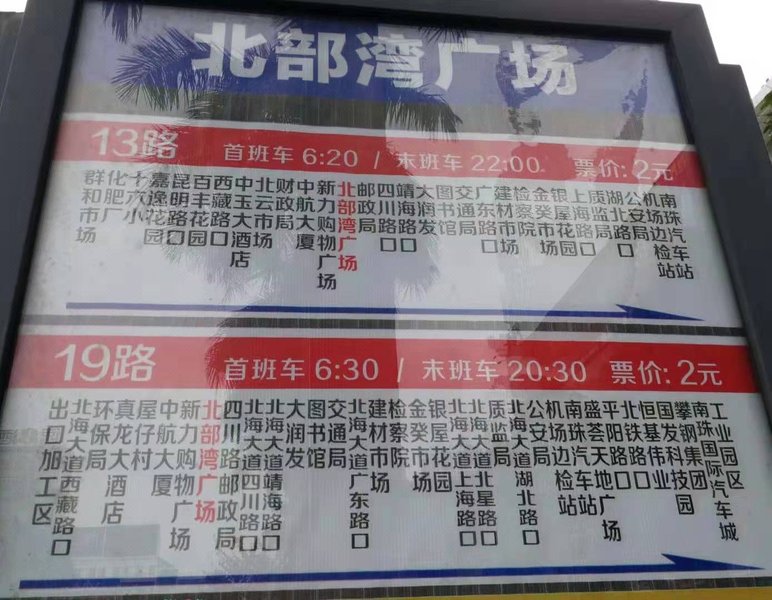 北部湾广场
13路 首班车 6:20 / 末班车 22:00 票价: 2元
群和市场
化肥厂
十六小
嘉逸花园
昆明路口
百丰花园
西藏路口
中玉大酒店
北云市场
财政局
中航大厦
新力购物广场
北部湾广场
邮政局
四川路口
靖海路口
大润发
图书馆
交通局
广东路口
建材市场
检察院
金葵市场
银屋花园
上海路口
质监局
湖北路口
公安局
机场边检站
南珠汽车站
19路 首班车 6:30 / 末班车 20:30 票价: 2元
出口加工区
北海大道西藏路口
环保局
真龙大酒店
屋仔村
中航大厦
新力购物广场
北部湾广场
四川路邮政局
北海大道四川路口
北海大道靖海路口
大润发
图书馆
交通局
北海大道广东路口
建材市场
检察院
金葵市场
银屋花园
北海大道上海路口
质监局
北海大道北星路口
北海大道湖北路口
公安局
机场边检站
南珠汽车站
盛荟天地广场
平阳路口
北铁路口
恒基伟业
国发科技园
攀钢集团
南珠国际汽车城
工业园区